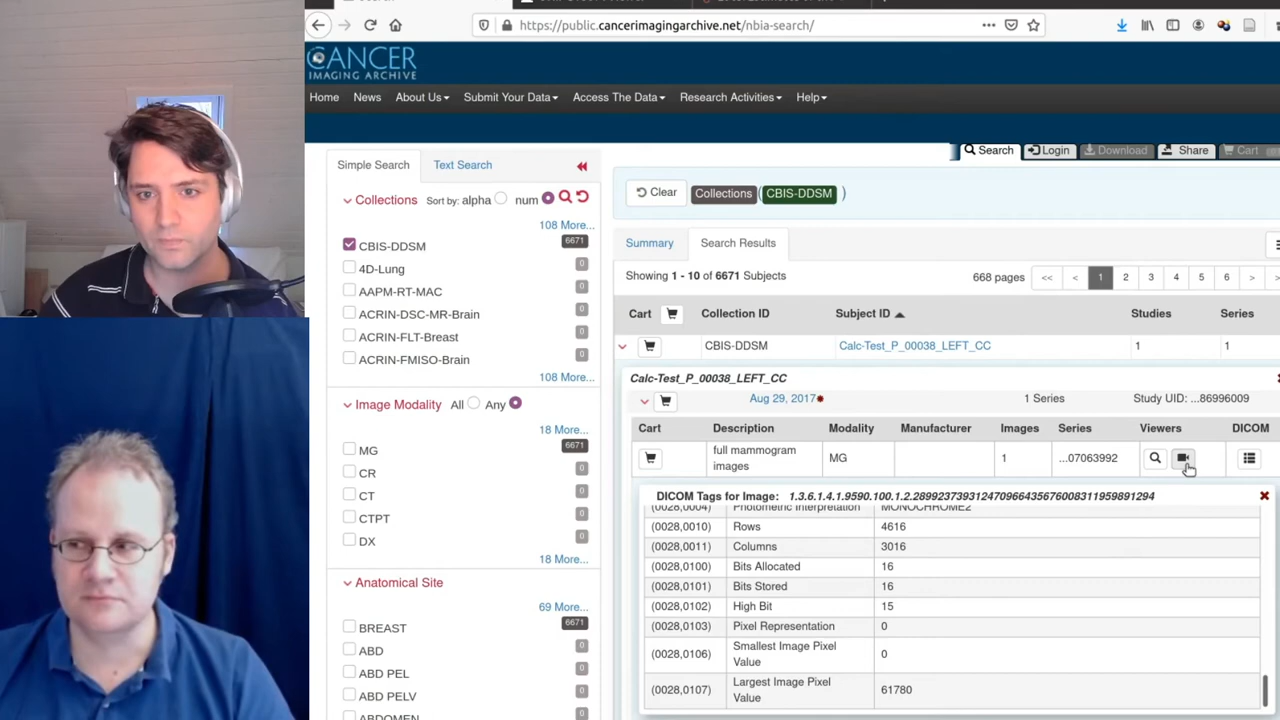 https://public.cancerimagingarchive.net/nbia-search/
CANCER
IMAGING ARCHIVE
Home News About Us Submit Your Data Access The Data Research Activities Help
Search Login Download Share Cart
Simple Search Text Search
Collections Sort by: alpha num
108 More...
CBIS-DDSM 6671
4D-Lung 0
AAPM-RT-MAC 0
ACRIN-DSC-MR-Brain 0
ACRIN-FLT-Breast 0
ACRIN-FMISO-Brain 0
108 More...
Image Modality All Any
18 More...
MG 6671
CR 0
CT 0
CTPT 0
DX 0
18 More...
Anatomical Site
69 More...
BREAST 6671
ABD 0
ABD PEL 0
ABD PELV 0
ABDOMEN
Clear Collections ( CBIS-DDSM )
Summary Search Results
Showing 1 - 10 of 6671 Subjects 668 pages << < 1 2 3 4 5 6 >
Cart Collection ID Subject ID Studies Series
CBIS-DDSM Calc-Test_P_00038_LEFT_CC 1 1
Calc-Test_P_00038_LEFT_CC
Aug 29, 2017 1 Series Study UID: ...86996009
Cart Description Modality Manufacturer Images Series Viewers DICOM
full mammogram images MG 1 ...07063992
DICOM Tags for Image: 1.3.6.1.4.1.9590.100.1.2.289923739312470966435676008311959891294
(0028,0004) Photometric Interpretation MONOCHROME2
(0028,0010) Rows 4616
(0028,0011) Columns 3016
(0028,0100) Bits Allocated 16
(0028,0101) Bits Stored 16
(0028,0102) High Bit 15
(0028,0103) Pixel Representation 0
(0028,0106) Smallest Image Pixel Value 0
(0028,0107) Largest Image Pixel Value 61780